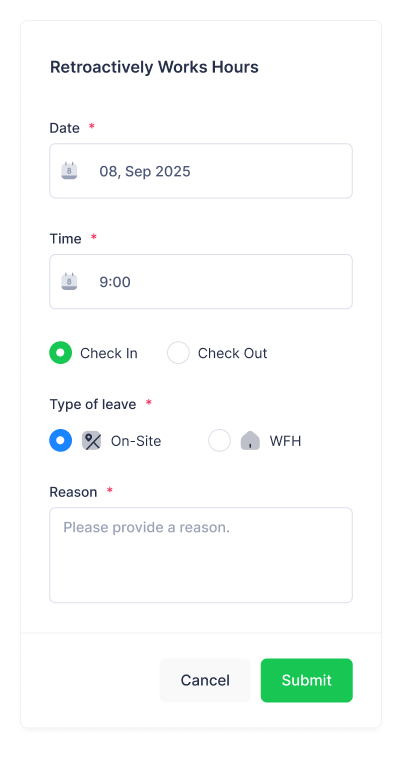 Retroactively Works Hours
Date *
8 08, Sep 2025
Time *
8 9:00
Check In Check Out
Type of leave *
On-Site WFH
Reason *
Please provide a reason.
Cancel Submit